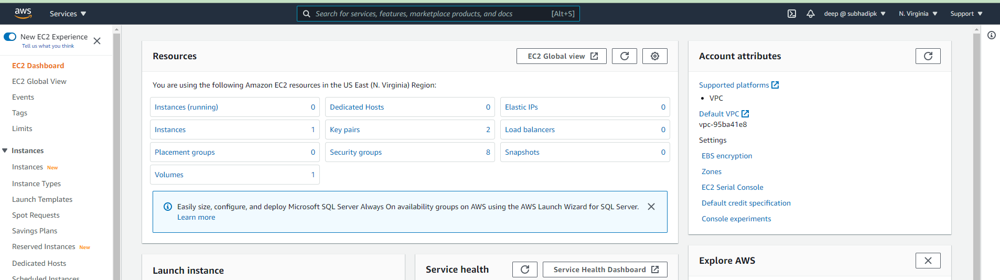 aws
Services
Search for services, features, marketplace products, and docs
[Alt+S]
deep @ subhadipk
N. Virginia
Support
New EC2 Experience
Tell us what you think
EC2 Dashboard
EC2 Global View
Events
Tags
Limits
Instances
Instances New
Instance Types
Launch Templates
Spot Requests
Savings Plans
Reserved Instances New
Dedicated Hosts
Scheduled Instances
Resources
EC2 Global view
You are using the following Amazon EC2 resources in the US East (N. Virginia) Region:
Instances (running) 0
Dedicated Hosts 0
Elastic IPs 0
Instances 1
Key pairs 2
Load balancers 0
Placement groups 0
Security groups 8
Snapshots 0
Volumes 1
Easily size, configure, and deploy Microsoft SQL Server Always On availability groups on AWS using the AWS Launch Wizard for SQL Server.
Learn more
Launch instance
Service health
Service Health Dashboard
Account attributes
Supported platforms
• VPC
Default VPC
vpc-95ba41e8
Settings
EBS encryption
Zones
EC2 Serial Console
Default credit specification
Console experiments
Explore AWS